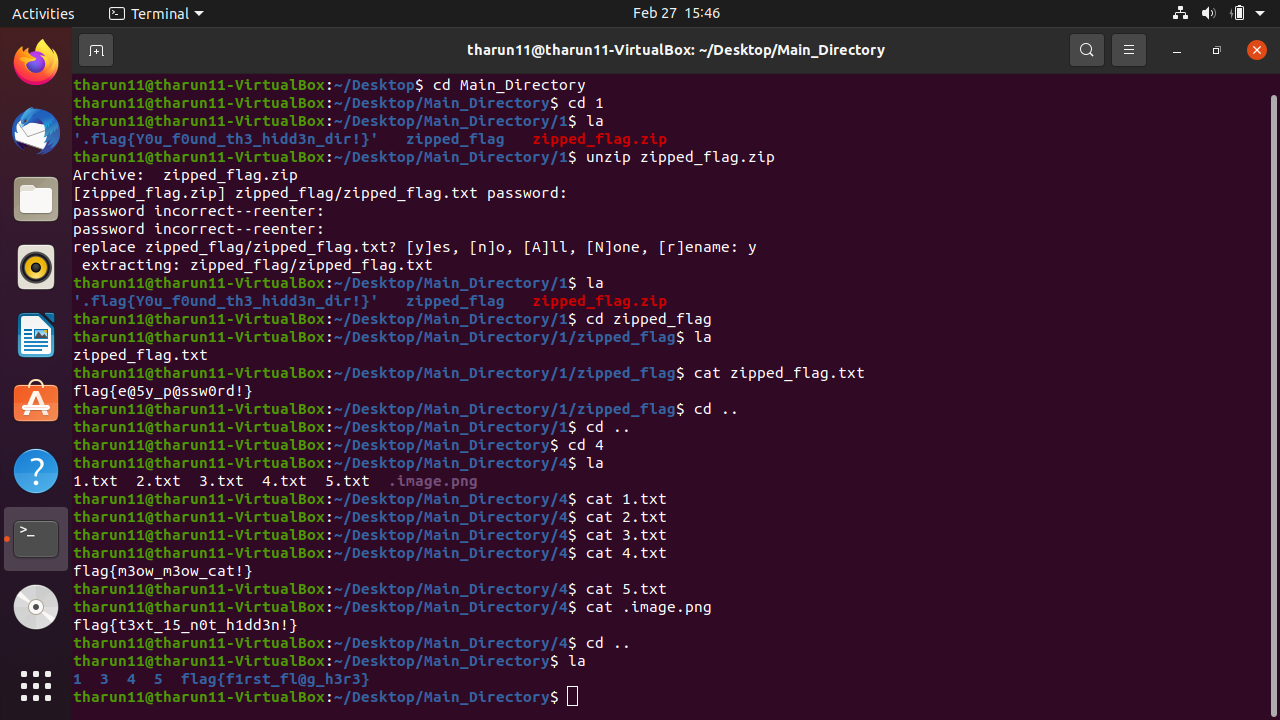 Activities Terminal Feb 27 15:46
tharun11@tharun11-VirtualBox: ~/Desktop/Main_Directory
tharun11@tharun11-VirtualBox:~/Desktop$ cd Main_Directory
tharun11@tharun11-VirtualBox:~/Desktop/Main_Directory$ cd 1
tharun11@tharun11-VirtualBox:~/Desktop/Main_Directory/1$ la
'.flag{Y0u_f0und_th3_hidd3n_dir!}'   zipped_flag   zipped_flag.zip
tharun11@tharun11-VirtualBox:~/Desktop/Main_Directory/1$ unzip zipped_flag.zip
Archive:  zipped_flag.zip
[zipped_flag.zip] zipped_flag/zipped_flag.txt password:
password incorrect--reenter:
password incorrect--reenter:
replace zipped_flag/zipped_flag.txt? [y]es, [n]o, [A]ll, [N]one, [r]ename: y
 extracting: zipped_flag/zipped_flag.txt
tharun11@tharun11-VirtualBox:~/Desktop/Main_Directory/1$ la
'.flag{Y0u_f0und_th3_hidd3n_dir!}'   zipped_flag   zipped_flag.zip
tharun11@tharun11-VirtualBox:~/Desktop/Main_Directory/1$ cd zipped_flag
tharun11@tharun11-VirtualBox:~/Desktop/Main_Directory/1/zipped_flag$ la
zipped_flag.txt
tharun11@tharun11-VirtualBox:~/Desktop/Main_Directory/1/zipped_flag$ cat zipped_flag.txt
flag{e@5y_p@ssw0rd!}
tharun11@tharun11-VirtualBox:~/Desktop/Main_Directory/1/zipped_flag$ cd ..
tharun11@tharun11-VirtualBox:~/Desktop/Main_Directory/1$ cd ..
tharun11@tharun11-VirtualBox:~/Desktop/Main_Directory$ cd 4
tharun11@tharun11-VirtualBox:~/Desktop/Main_Directory/4$ la
1.txt  2.txt  3.txt  4.txt  5.txt  .image.png
tharun11@tharun11-VirtualBox:~/Desktop/Main_Directory/4$ cat 1.txt
tharun11@tharun11-VirtualBox:~/Desktop/Main_Directory/4$ cat 2.txt
tharun11@tharun11-VirtualBox:~/Desktop/Main_Directory/4$ cat 3.txt
tharun11@tharun11-VirtualBox:~/Desktop/Main_Directory/4$ cat 4.txt
flag{m3ow_m3ow_cat!}
tharun11@tharun11-VirtualBox:~/Desktop/Main_Directory/4$ cat 5.txt
tharun11@tharun11-VirtualBox:~/Desktop/Main_Directory/4$ cat .image.png
flag{t3xt_15_n0t_h1dd3n!}
tharun11@tharun11-VirtualBox:~/Desktop/Main_Directory/4$ cd ..
tharun11@tharun11-VirtualBox:~/Desktop/Main_Directory$ la
1  3  4  5  flag{f1rst_fl@g_h3r3}
tharun11@tharun11-VirtualBox:~/Desktop/Main_Directory$